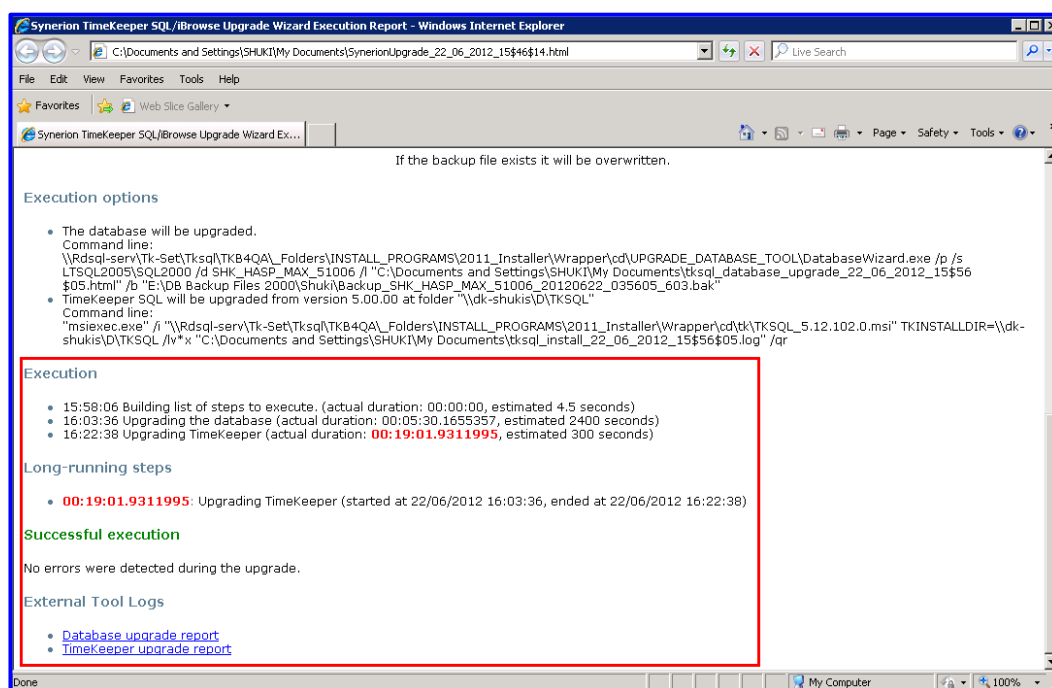 Synerion TimeKeeper SQL/iBrowse Upgrade Wizard Execution Report - Windows Internet Explorer
C:\Documents and Settings\SHUKI\My Documents\SynerionUpgrade_22_06_2012_15$46$14.html
Live Search
File Edit View Favorites Tools Help
Favorites Web Slice Gallery
Synerion TimeKeeper SQL/iBrowse Upgrade Wizard Ex...
Page Safety Tools
If the backup file exists it will be overwritten.
Execution options
• The database will be upgraded.
Command line:
\\Rdsql-serv\Tk-Set\Tksql\TKB4QA\_Folders\INSTALL_PROGRAMS\2011_Installer\Wrapper\cd\UPGRADE_DATABASE_TOOL\DatabaseWizard.exe /p /s
LTSQL2005\SQL2000 /d SHK_HASP_MAX_51006 /l "C:\Documents and Settings\SHUKI\My Documents\tksql_database_upgrade_22_06_2012_15$56
$05.html" /b "E:\DB Backup Files 2000\Shuki\Backup_SHK_HASP_MAX_51006_20120622_035605_603.bak"
• TimeKeeper SQL will be upgraded from version 5.00.00 at folder "\\dk-shukis\D\TKSQL"
Command line:
"msiexec.exe" /i "\\Rdsql-serv\Tk-Set\Tksql\TKB4QA\_Folders\INSTALL_PROGRAMS\2011_Installer\Wrapper\cd\tk\TKSQL_5.12.102.0.msi" TKINSTALLDIR=\\dk-
shukis\D\TKSQL /lv*x "C:\Documents and Settings\SHUKI\My Documents\tksql_install_22_06_2012_15$56$05.log" /qr
Execution
• 15:58:06 Building list of steps to execute. (actual duration: 00:00:00, estimated 4.5 seconds)
• 16:03:36 Upgrading the database (actual duration: 00:05:30.1655357, estimated 2400 seconds)
• 16:22:38 Upgrading TimeKeeper (actual duration: 00:19:01.9311995, estimated 300 seconds)
Long-running steps
• 00:19:01.9311995: Upgrading TimeKeeper (started at 22/06/2012 16:03:36, ended at 22/06/2012 16:22:38)
Successful execution
No errors were detected during the upgrade.
External Tool Logs
• Database upgrade report
• TimeKeeper upgrade report
Done My Computer 100%